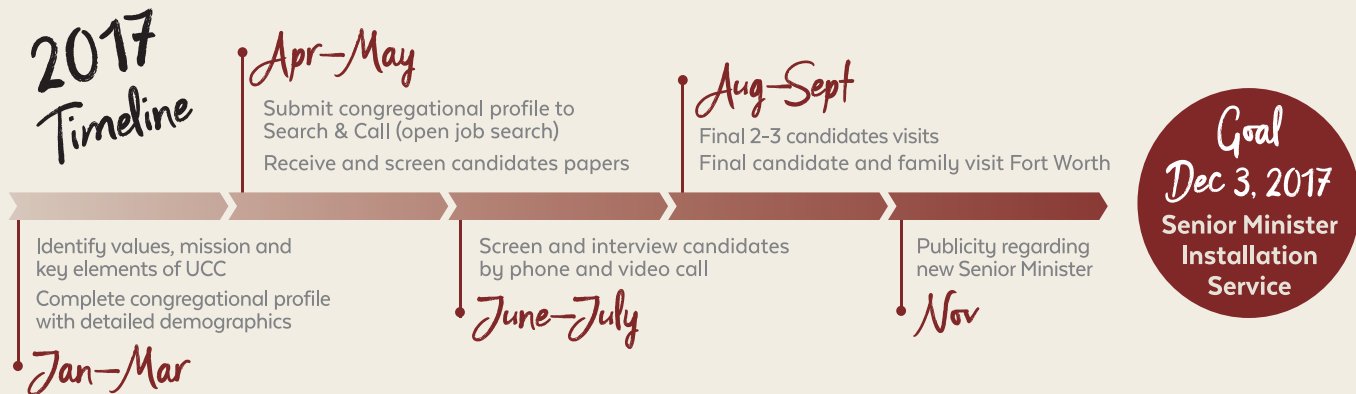 2017
Timeline
Jan–Mar
Identify values, mission and
key elements of UCC
Complete congregational profile
with detailed demographics
Apr–May
Submit congregational profile to
Search & Call (open job search)
Receive and screen candidates papers
June–July
Screen and interview candidates
by phone and video call
Aug–Sept
Final 2-3 candidates visits
Final candidate and family visit Fort Worth
Nov
Publicity regarding
new Senior Minister
Goal
Dec 3, 2017
Senior Minister
Installation
Service